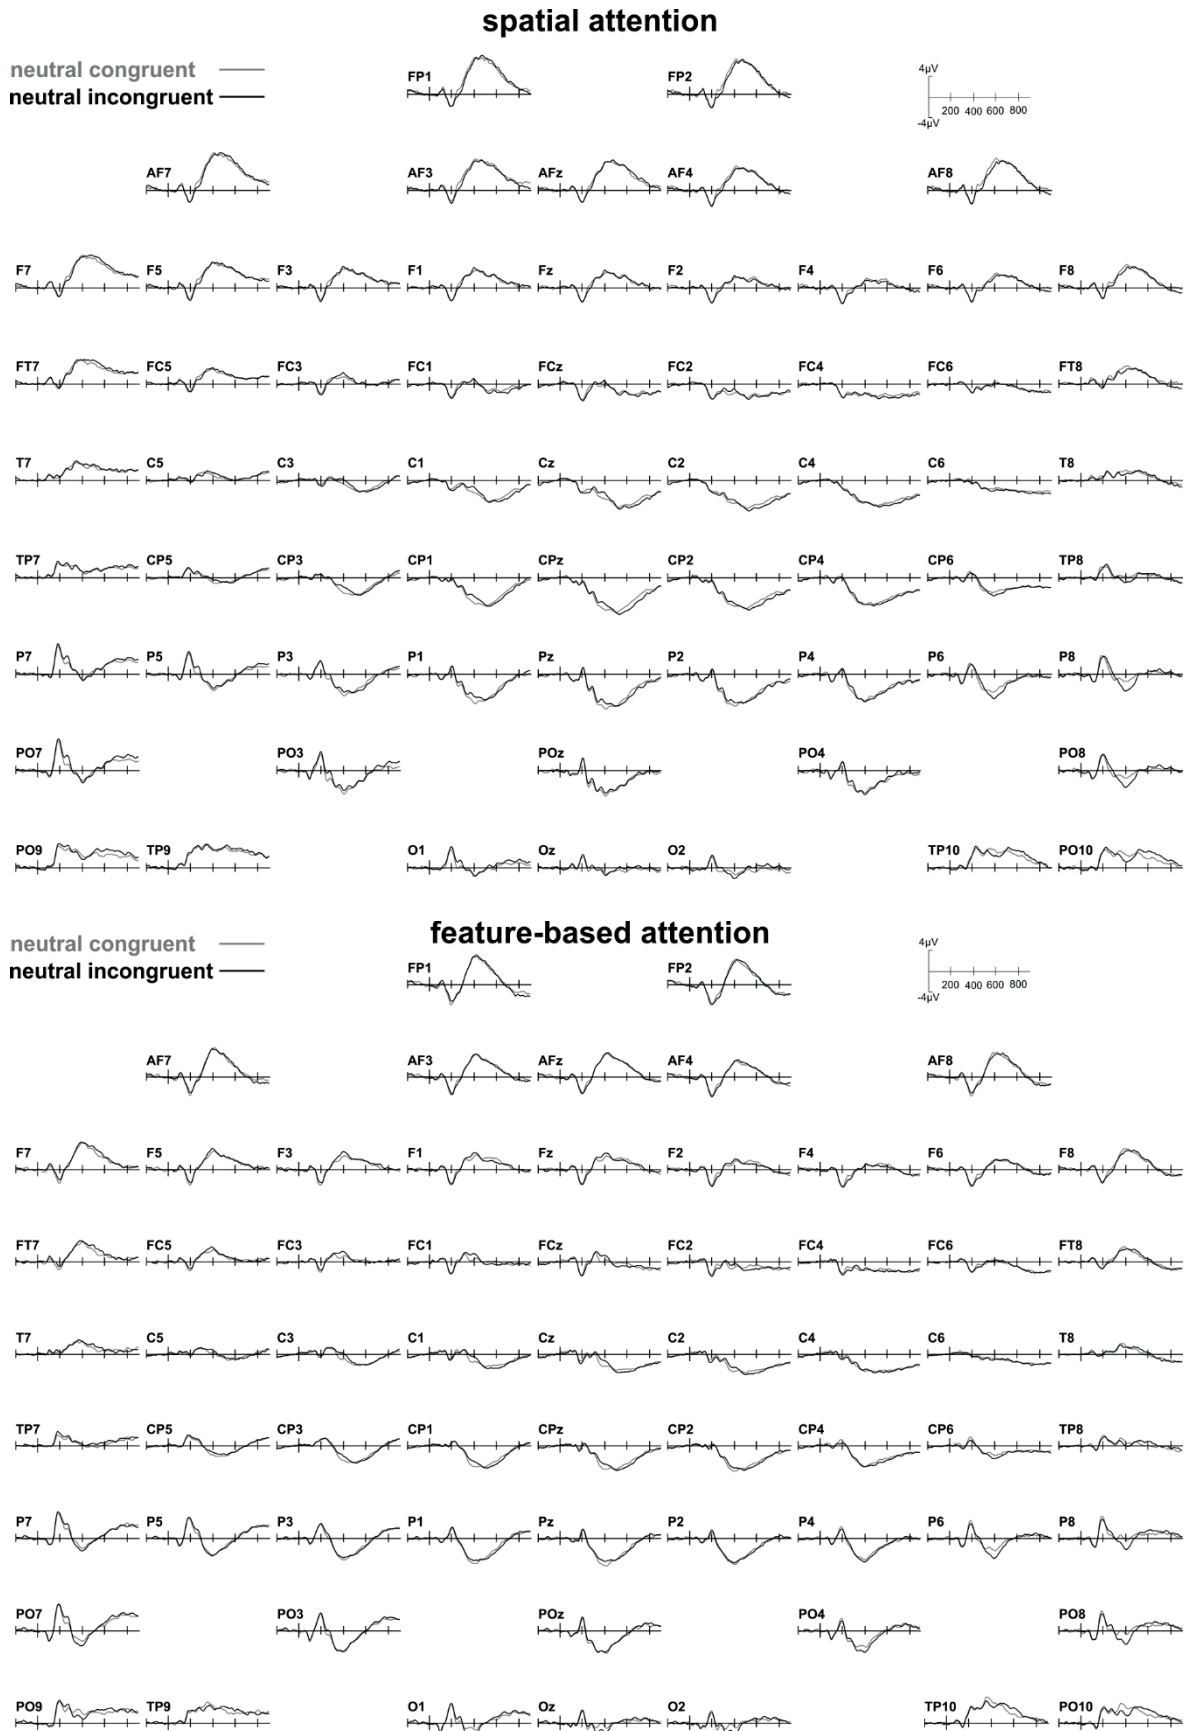 spatial attention
neutral congruent
neutral incongruent
FP1 FP2
4µV
200 400 600 800
-4µV
AF7 AF3 AFz AF4 AF8
F7 F5 F3 F1 Fz F2 F4 F6 F8
FT7 FC5 FC3 FC1 FCz FC2 FC4 FC6 FT8
T7 C5 C3 C1 Cz C2 C4 C6 T8
TP7 CP5 CP3 CP1 CPz CP2 CP4 CP6 TP8
P7 P5 P3 P1 Pz P2 P4 P6 P8
PO7 PO3 POz PO4 PO8
PO9 TP9 O1 Oz O2 TP10 PO10
feature-based attention
neutral congruent
neutral incongruent
FP1 FP2
4µV
200 400 600 800
-4µV
AF7 AF3 AFz AF4 AF8
F7 F5 F3 F1 Fz F2 F4 F6 F8
FT7 FC5 FC3 FC1 FCz FC2 FC4 FC6 FT8
T7 C5 C3 C1 Cz C2 C4 C6 T8
TP7 CP5 CP3 CP1 CPz CP2 CP4 CP6 TP8
P7 P5 P3 P1 Pz P2 P4 P6 P8
PO7 PO3 POz PO4 PO8
PO9 TP9 O1 Oz O2 TP10 PO10